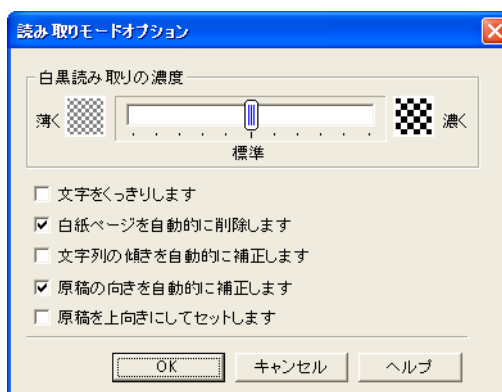 読み取りモードオプション
白黒読み取りの濃度
薄く
濃く
標準
文字をくっきりします
白紙ページを自動的に削除します
文字列の傾きを自動的に補正します
原稿の向きを自動的に補正します
原稿を上向きにしてセットします
OK キャンセル ヘルプ